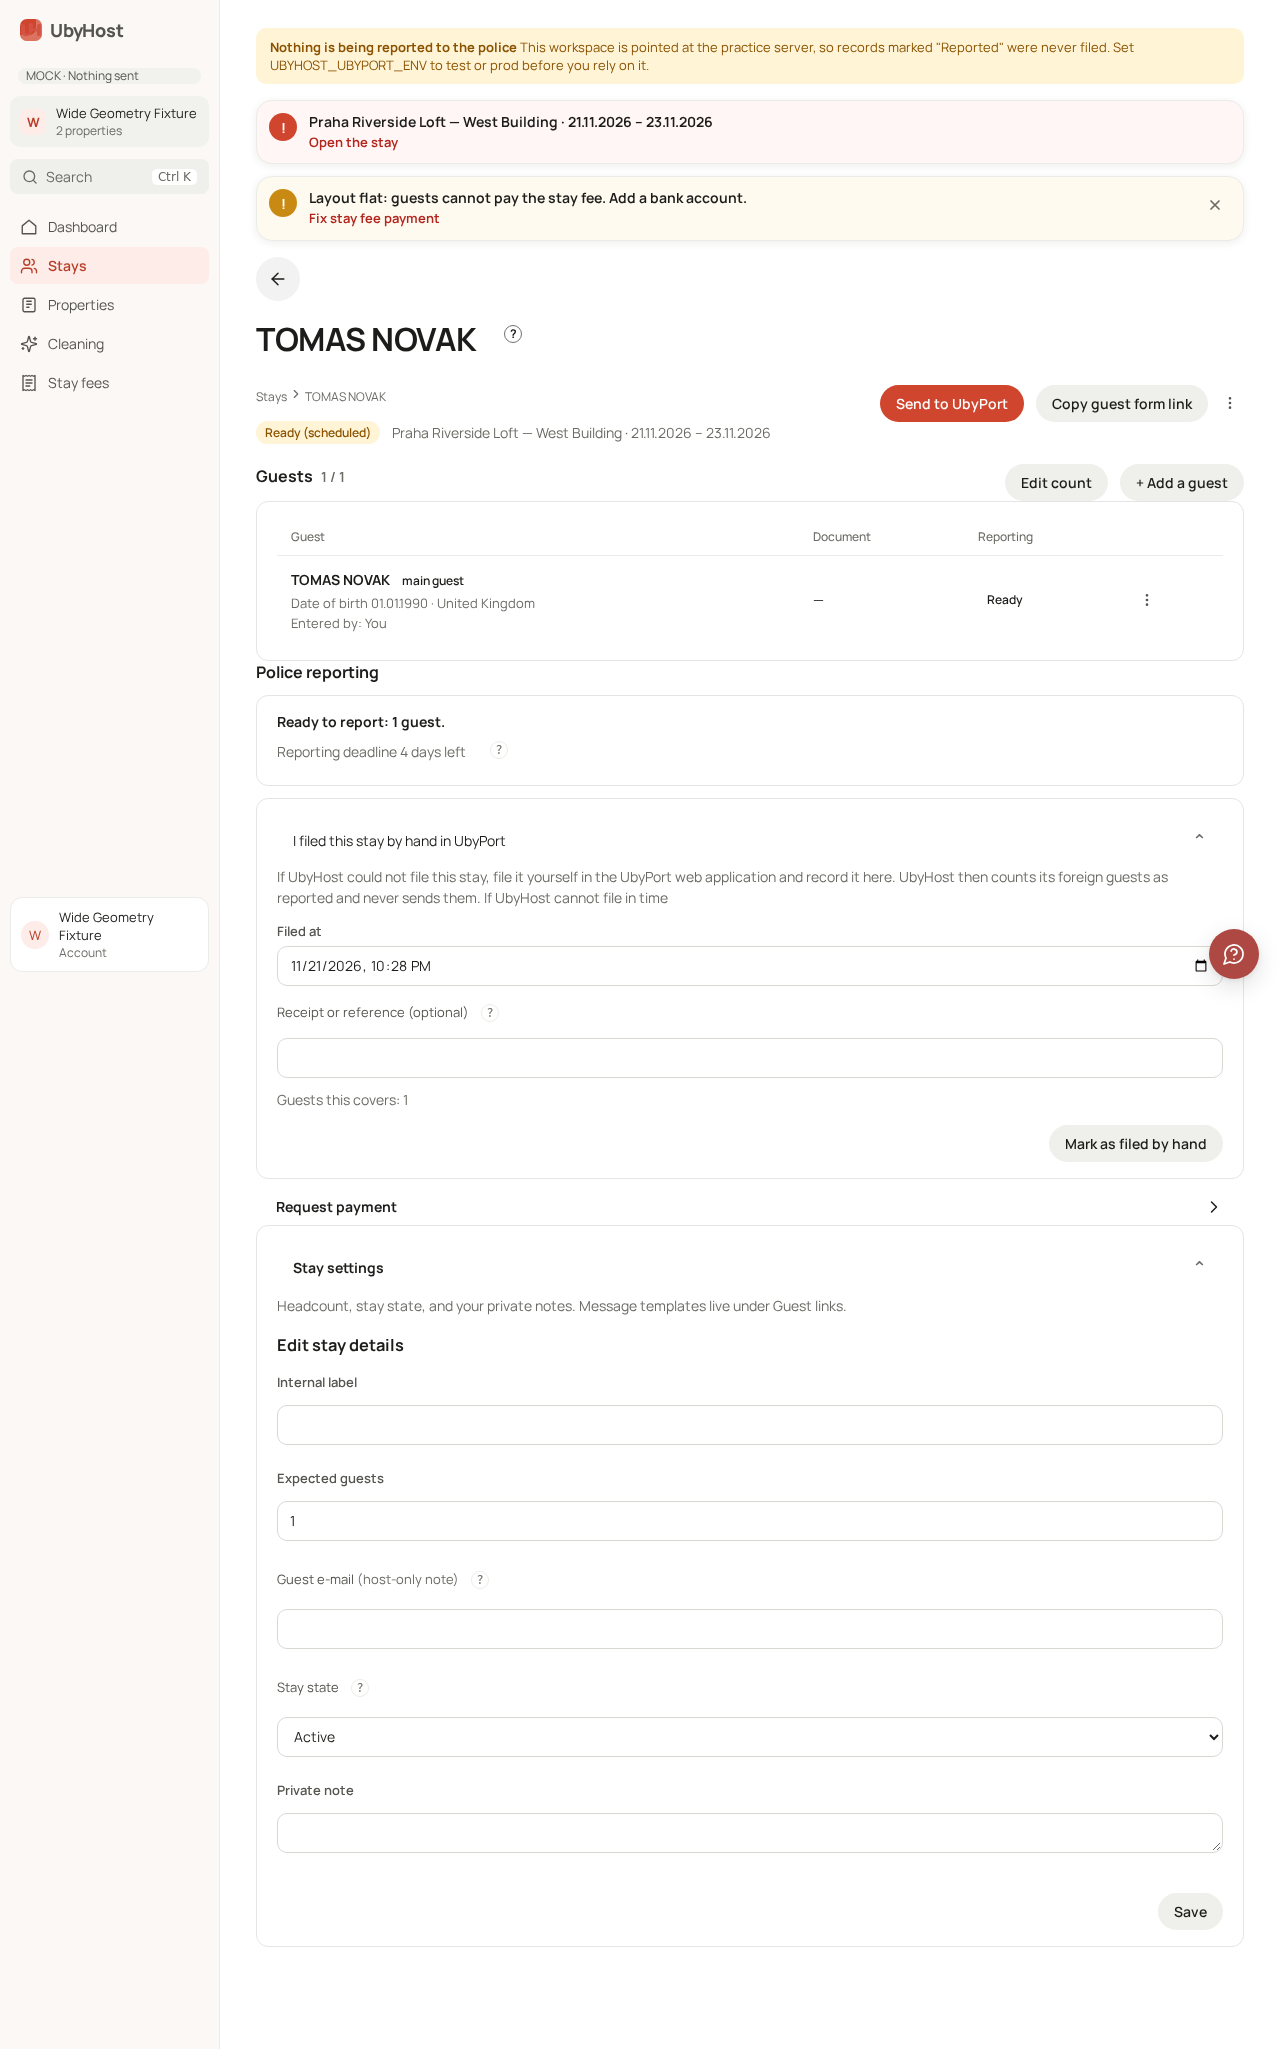 UbyHost
MOCK · Nothing sent
W
Wide Geometry Fixture
2 properties
Search
Ctrl K
Dashboard
Stays
Properties
Cleaning
Stay fees
W
Wide Geometry
Fixture
Account
Nothing is being reported to the police This workspace is pointed at the practice server, so records marked "Reported" were never filed. Set
UBYHOST_UBYPORT_ENV to test or prod before you rely on it.
!
Praha Riverside Loft — West Building · 21.11.2026 – 23.11.2026
Open the stay
!
Layout flat: guests cannot pay the stay fee. Add a bank account.
Fix stay fee payment
TOMAS NOVAK ?
Stays > TOMAS NOVAK
Send to UbyPort
Copy guest form link
Ready (scheduled)
Praha Riverside Loft — West Building · 21.11.2026 – 23.11.2026
Guests 1 / 1
Edit count
+ Add a guest
Guest
Document
Reporting
TOMAS NOVAK main guest
Date of birth 01.01.1990 · United Kingdom
Entered by: You
—
Ready
Police reporting
Ready to report: 1 guest.
Reporting deadline 4 days left ?
I filed this stay by hand in UbyPort
If UbyHost could not file this stay, file it yourself in the UbyPort web application and record it here. UbyHost then counts its foreign guests as
reported and never sends them. If UbyHost cannot file in time
Filed at
11/21/2026, 10:28 PM
Receipt or reference (optional) ?
Guests this covers: 1
Mark as filed by hand
Request payment
Stay settings
Headcount, stay state, and your private notes. Message templates live under Guest links.
Edit stay details
Internal label
Expected guests
1
Guest e-mail (host-only note) ?
Stay state ?
Active
Private note
Save